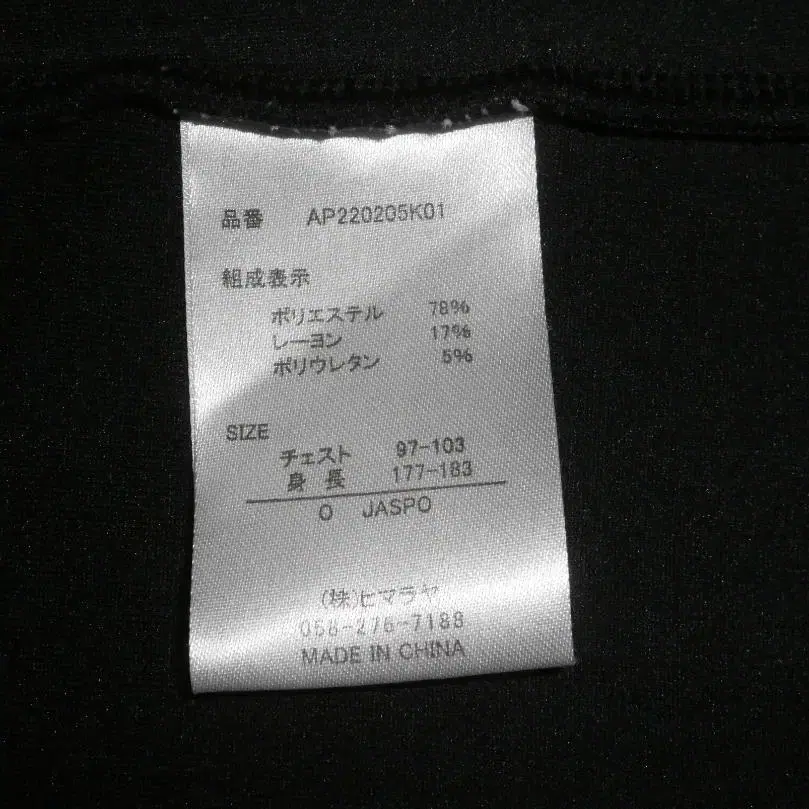 品番 AP220205K01
組成表示
ポリエステル 78%
レーヨン 17%
ポリウレタン 5%
SIZE
チェスト 97-103
身長 177-183
O JASPO
(株)ヒマラヤ
058-276-7188
MADE IN CHINA